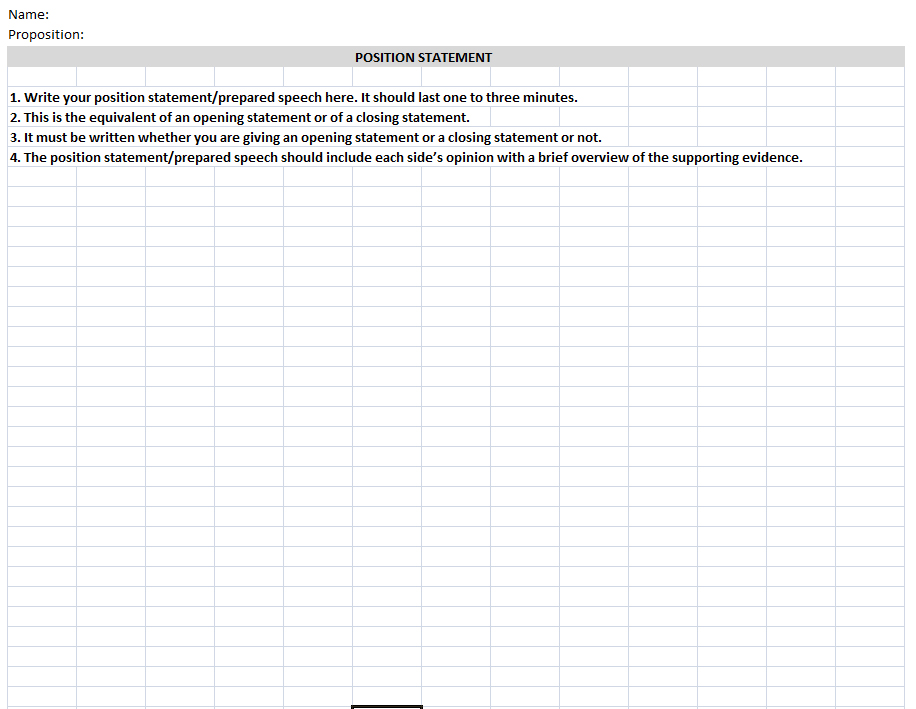 Name:
Proposition:
POSITION STATEMENT
1. Write your position statement/prepared speech here. It should last one to three minutes.
2. This is the equivalent of an opening statement or of a closing statement.
3. It must be written whether you are giving an opening statement or a closing statement or not.
4. The position statement/prepared speech should include each side’s opinion with a brief overview of the supporting evidence.